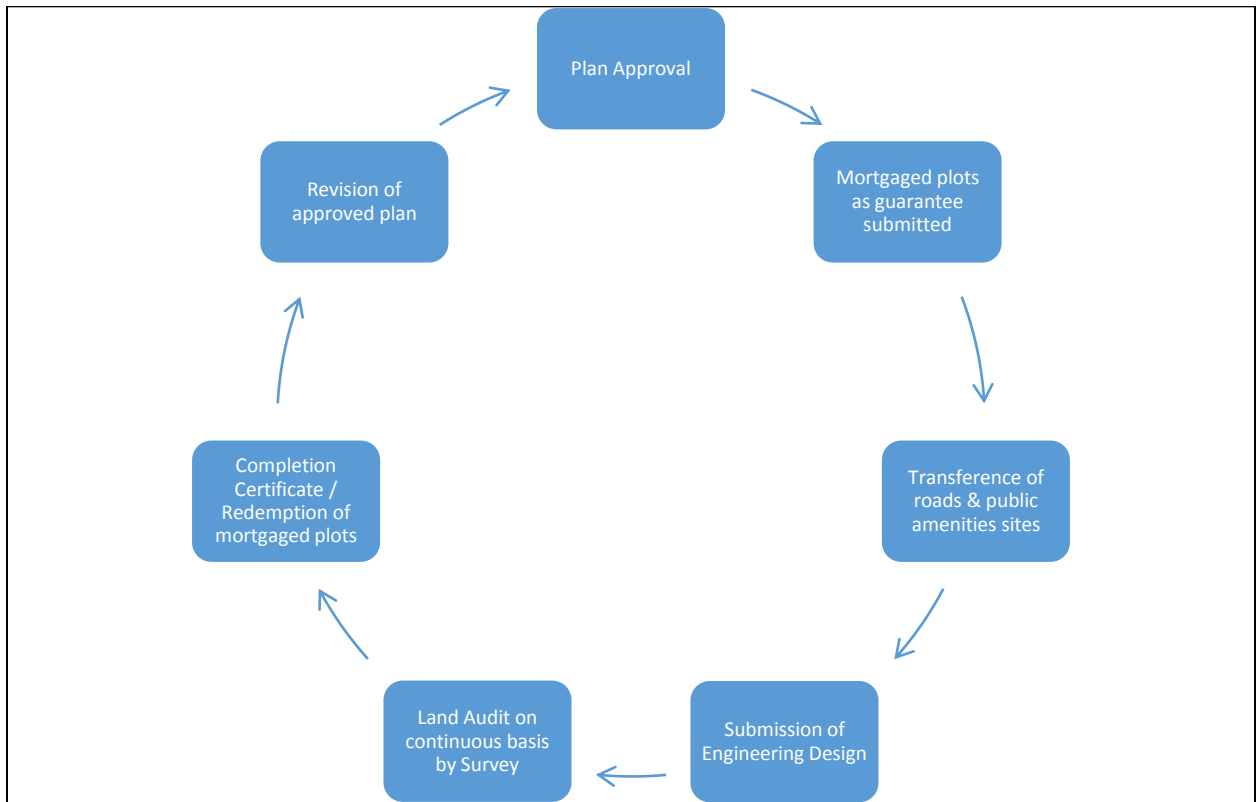 Plan Approval
Mortgaged plots
as guarantee
submitted
Transference of
roads & public
amenities sites
Submission of
Engineering Design
Land Audit on
continuous basis
by Survey
Completion
Certificate /
Redemption of
mortgaged plots
Revision of
approved plan